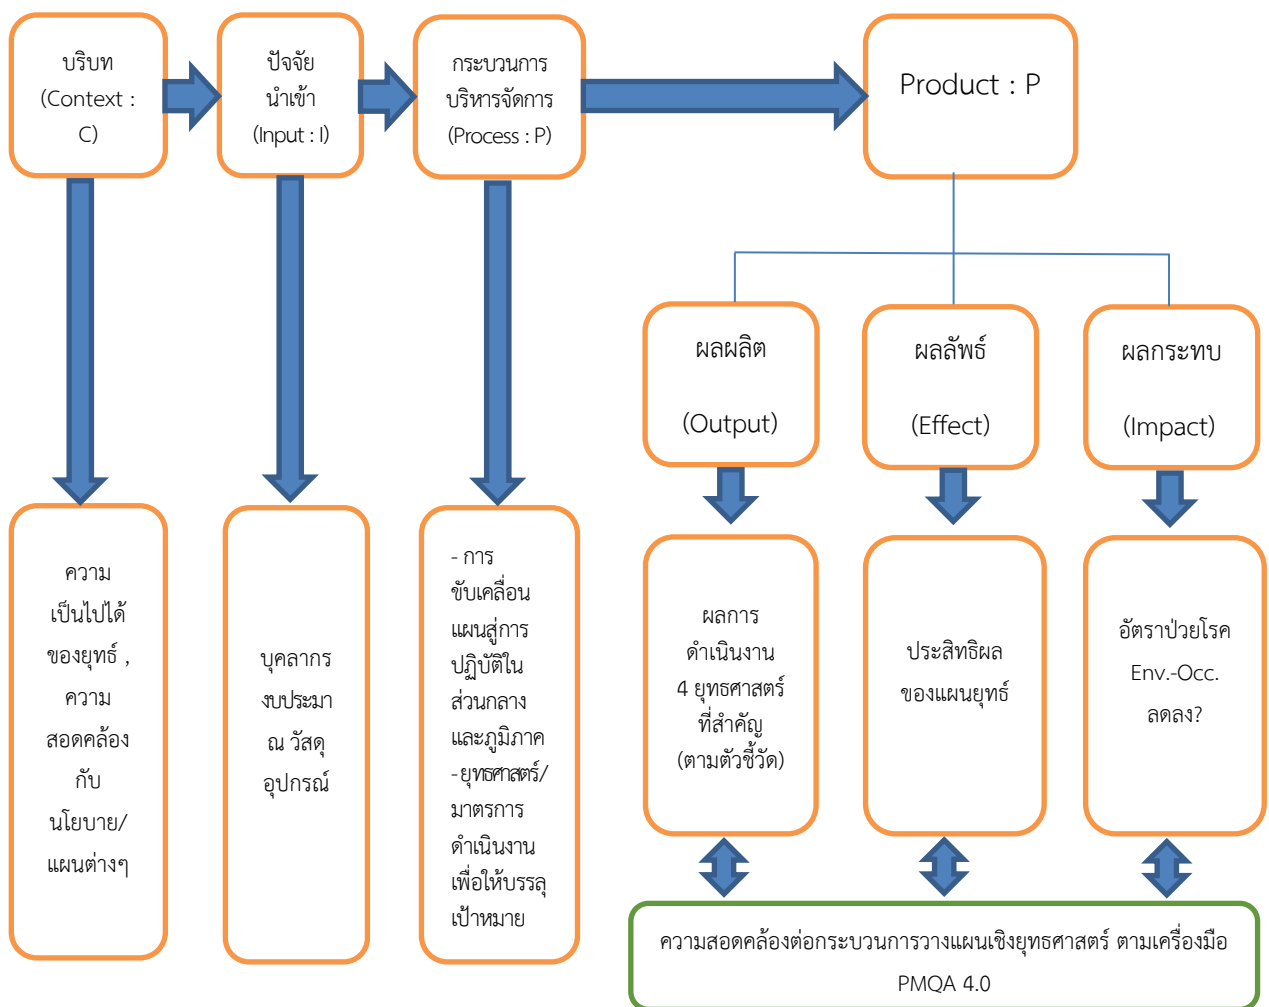 บริบท
(Context :
C)
ปัจจัย
นำเข้า
(Input : I)
กระบวนการ
บริหารจัดการ
(Process : P)
Product : P
ผลผลิต
(Output)
ผลลัพธ์
(Effect)
ผลกระทบ
(Impact)
ความ
เป็นไปได้
ของยุทธ์ ,
ความ
สอดคล้อง
กับ
นโยบาย/
แผนต่างๆ
บุคลากร
งบประมา
ณ วัสดุ
อุปกรณ์
- การ
ขับเคลื่อน
แผนสู่การ
ปฏิบัติใน
ส่วนกลาง
และภูมิภาค
-ยุทธศาสตร์/
มาตรการ
ดำเนินงาน
เพื่อให้บรรลุ
เป้าหมาย
ผลการ
ดำเนินงาน
4 ยุทธศาสตร์
ที่สำคัญ
(ตามตัวชี้วัด)
ประสิทธิผล
ของแผนยุทธ์
อัตราป่วยโรค
Env.-Occ.
ลดลง?
ความสอดคล้องต่อกระบวนการวางแผนเชิงยุทธศาสตร์ ตามเครื่องมือ
PMQA 4.0